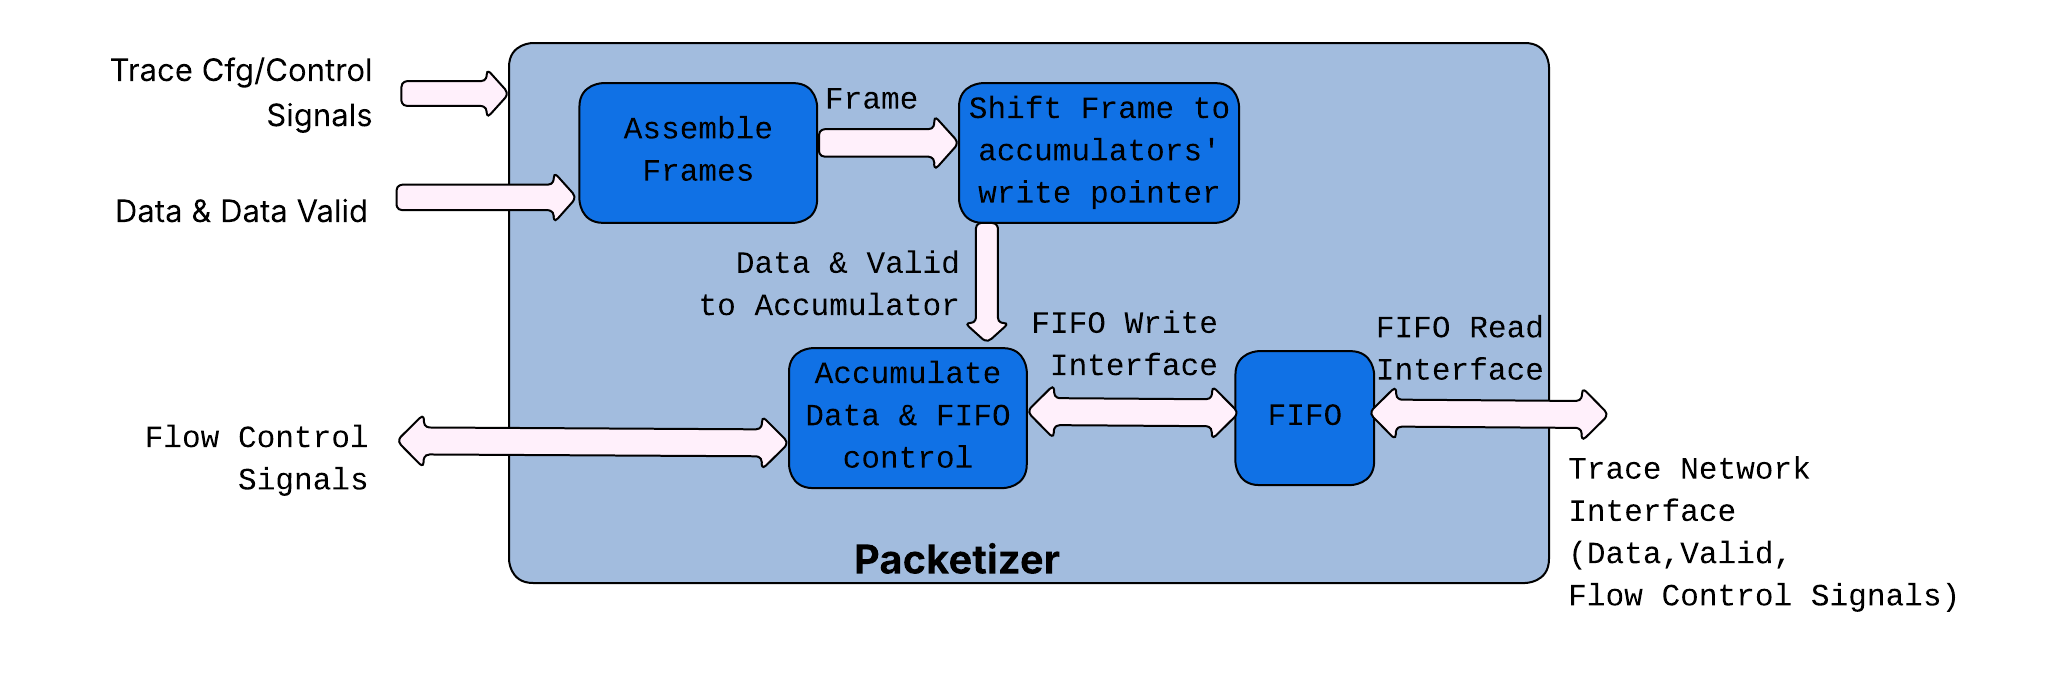 Trace Cfg/Control
Signals
Data & Data Valid
Flow Control
Signals
Assemble
Frames
Frame
Shift Frame to
accumulators'
write pointer
Data & Valid
to Accumulator
Accumulate
Data & FIFO
control
FIFO Write
Interface
FIFO
FIFO Read
Interface
Trace Network
Interface
(Data,Valid,
Flow Control Signals)
Packetizer